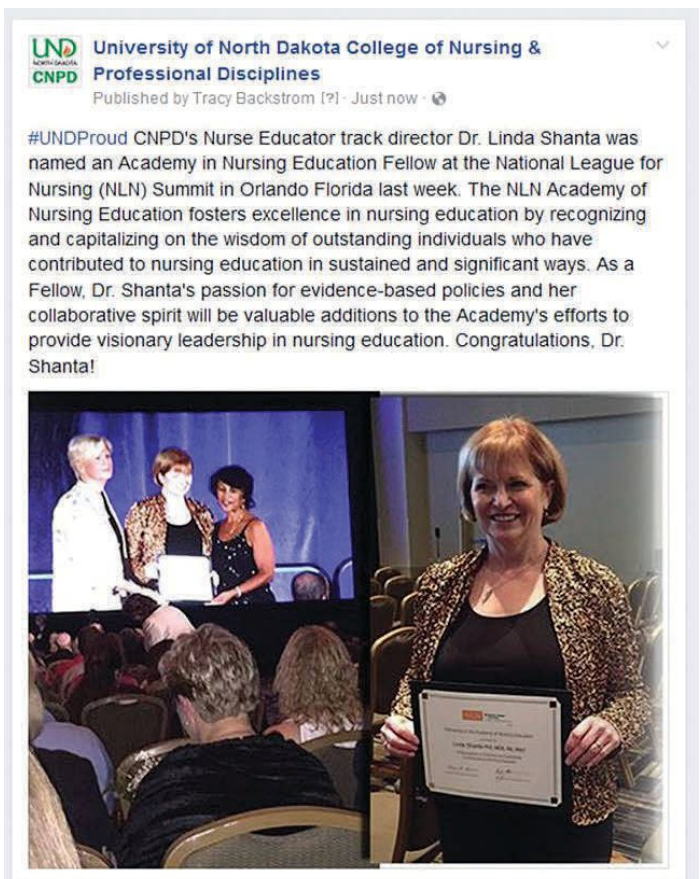 UND
NORTH DAKOTA
CNPD
University of North Dakota College of Nursing &
Professional Disciplines
Published by Tracy Backstrom [?] · Just now ·
#UNDProud CNPD's Nurse Educator track director Dr. Linda Shanta was
named an Academy in Nursing Education Fellow at the National League for
Nursing (NLN) Summit in Orlando Florida last week. The NLN Academy of
Nursing Education fosters excellence in nursing education by recognizing
and capitalizing on the wisdom of outstanding individuals who have
contributed to nursing education in sustained and significant ways. As a
Fellow, Dr. Shanta's passion for evidence-based policies and her
collaborative spirit will be valuable additions to the Academy's efforts to
provide visionary leadership in nursing education. Congratulations, Dr.
Shanta!
NLN
Linda Shanta